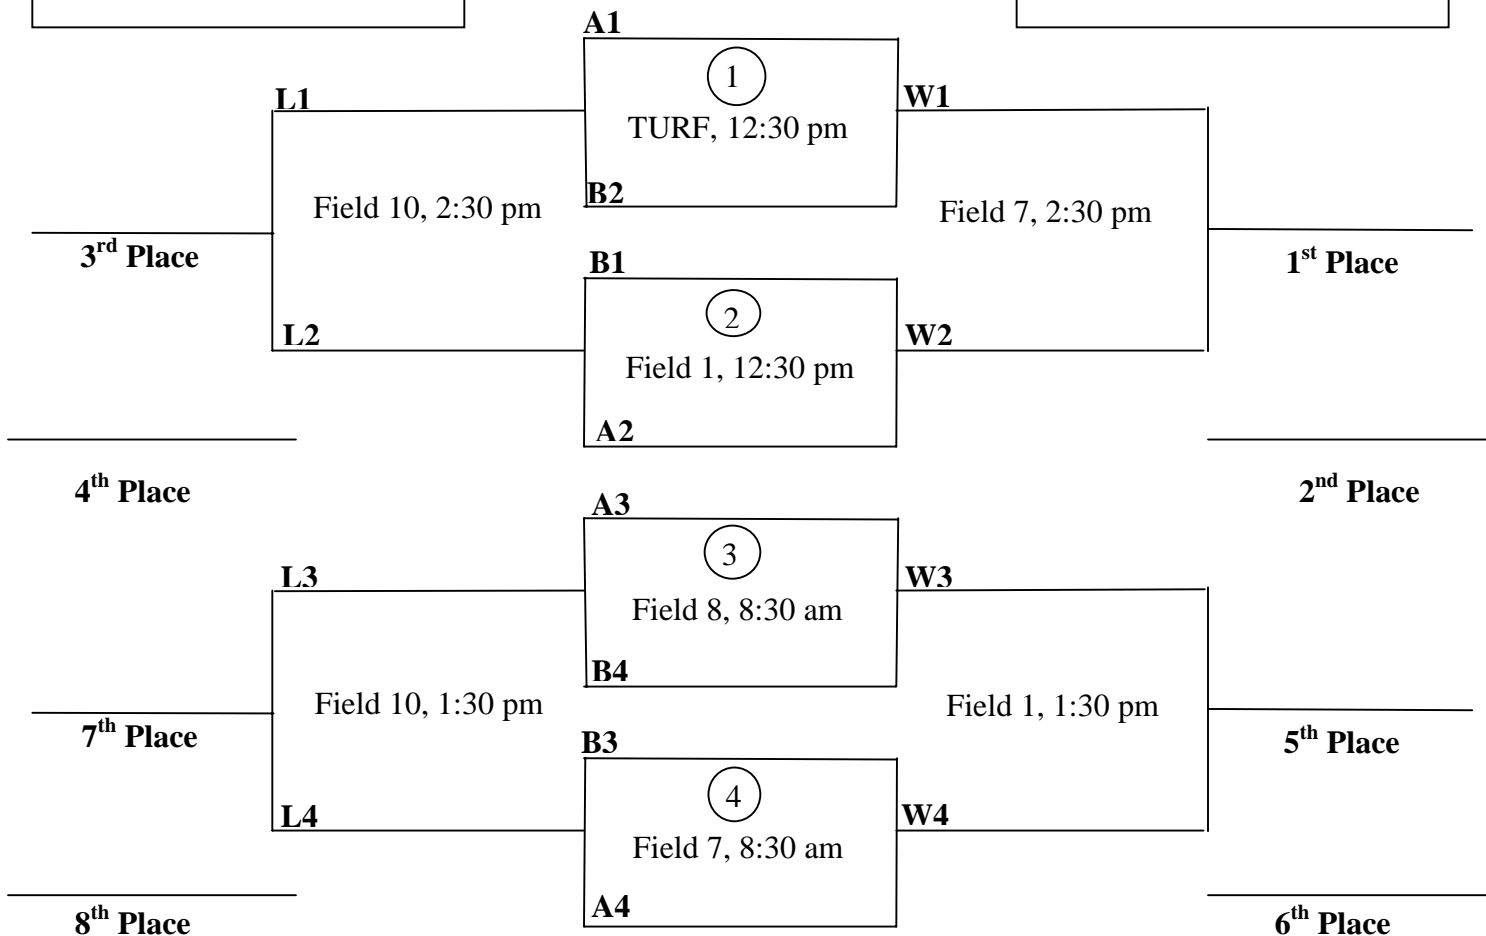 A1
1
L1
W1
TURF, 12:30 pm
B2
Field 10, 2:30 pm
Field 7, 2:30 pm
3rd Place
B1
1st Place
2
L2
W2
Field 1, 12:30 pm
A2
4th Place
2nd Place
A3
3
L3
W3
Field 8, 8:30 am
B4
Field 10, 1:30 pm
Field 1, 1:30 pm
7th Place
B3
5th Place
4
L4
W4
Field 7, 8:30 am
A4
8th Place
6th Place